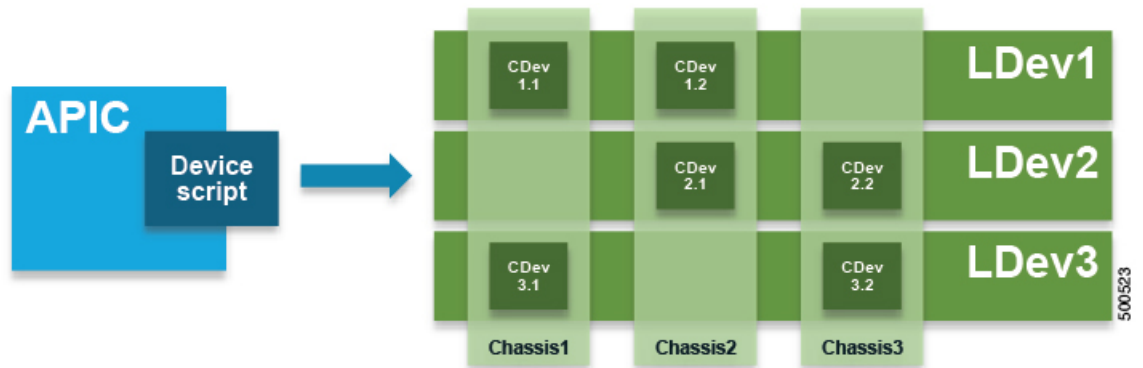 APIC
Device
script
CDev
1.1
CDev
1.2
LDev1
CDev
2.1
CDev
2.2
LDev2
CDev
3.1
CDev
3.2
LDev3
Chassis1
Chassis2
Chassis3
500523